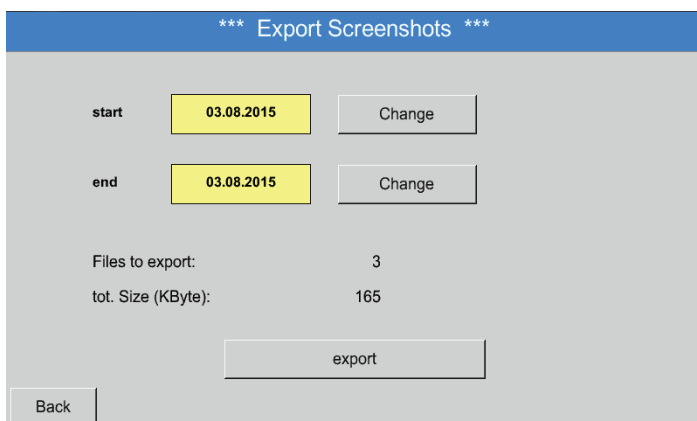 *** Export Screenshots ***
start 03.08.2015 Change
end 03.08.2015 Change
Files to export: 3
tot. Size (KByte): 165
export
Back